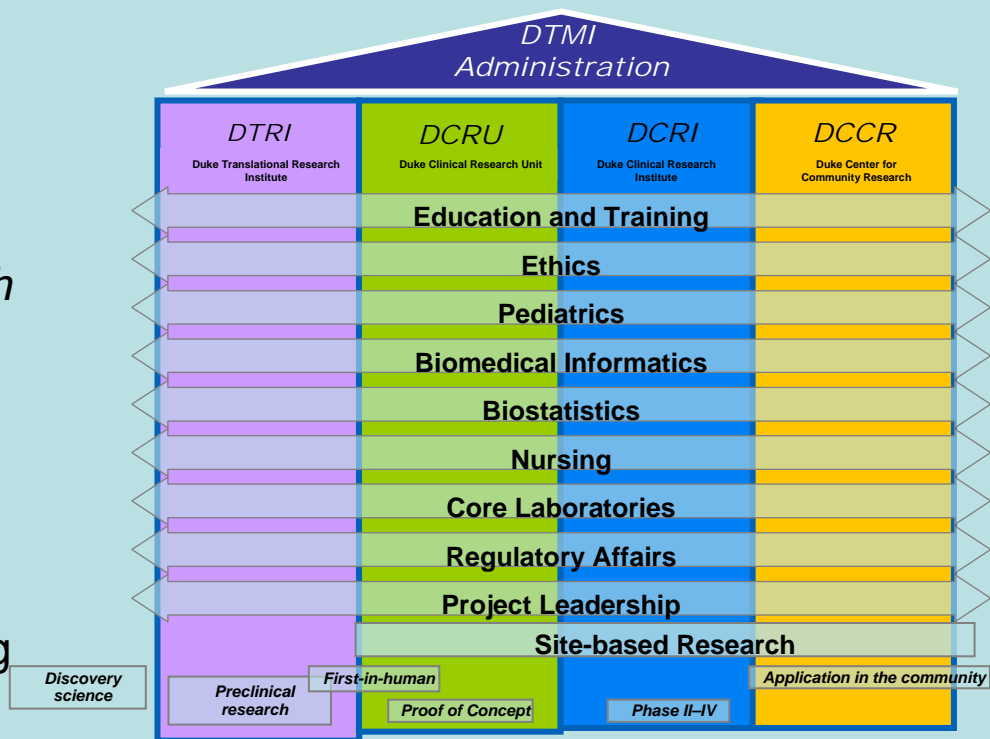 DTMI
Administration
DTRI
Duke Translational Research
Institute
DCRU
Duke Clinical Research Unit
DCRI
Duke Clinical Research
Institute
DCCR
Duke Center for
Community Research
Education and Training
Ethics
h
Pediatrics
Biomedical Informatics
Biostatistics
Nursing
Core Laboratories
Regulatory Affairs
Project Leadership
g
Site-based Research
Discovery
science
Preclinical
research
First-in-human
Proof of Concept
Phase II–IV
Application in the community